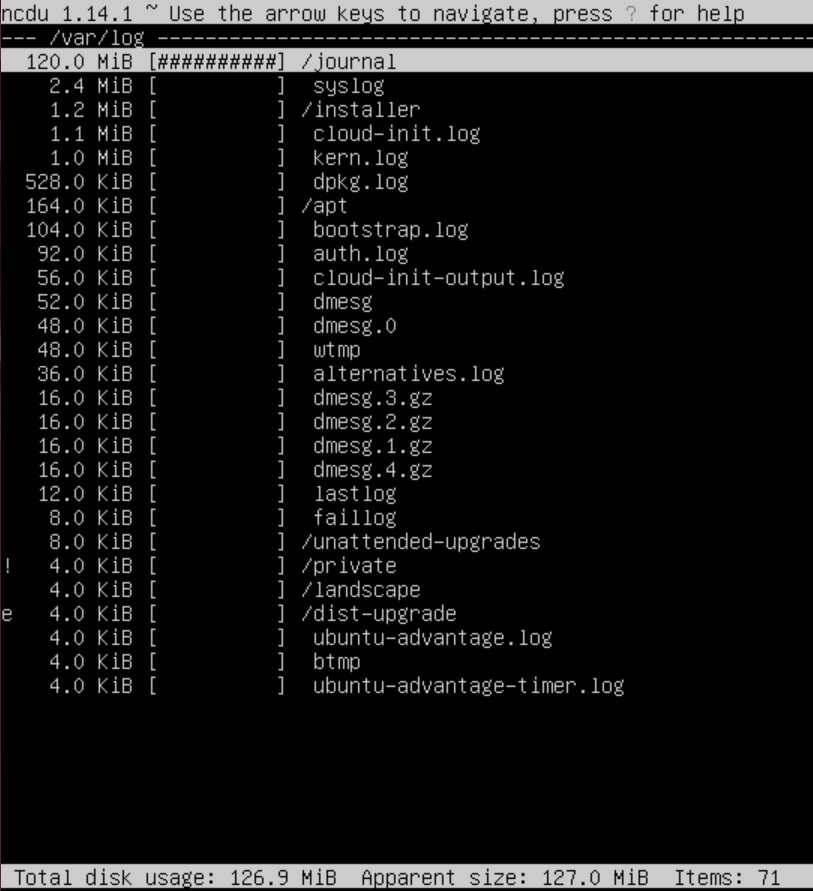 ncdu 1.14.1 ~ Use the arrow keys to navigate, press ? for help
--- /var/log -------------------------------------------------------
  120.0 MiB [##########] /journal
    2.4 MiB [          ]  syslog
    1.2 MiB [          ] /installer
    1.1 MiB [          ]  cloud-init.log
    1.0 MiB [          ]  kern.log
  528.0 KiB [          ]  dpkg.log
  164.0 KiB [          ] /apt
  104.0 KiB [          ]  bootstrap.log
   92.0 KiB [          ]  auth.log
   56.0 KiB [          ]  cloud-init-output.log
   52.0 KiB [          ]  dmesg
   48.0 KiB [          ]  dmesg.0
   48.0 KiB [          ]  wtmp
   36.0 KiB [          ]  alternatives.log
   16.0 KiB [          ]  dmesg.3.gz
   16.0 KiB [          ]  dmesg.2.gz
   16.0 KiB [          ]  dmesg.1.gz
   16.0 KiB [          ]  dmesg.4.gz
   12.0 KiB [          ]  lastlog
    8.0 KiB [          ]  faillog
    8.0 KiB [          ] /unattended-upgrades
!   4.0 KiB [          ] /private
    4.0 KiB [          ] /landscape
e   4.0 KiB [          ] /dist-upgrade
    4.0 KiB [          ]  ubuntu-advantage.log
    4.0 KiB [          ]  btmp
    4.0 KiB [          ]  ubuntu-advantage-timer.log
 Total disk usage: 126.9 MiB  Apparent size: 127.0 MiB  Items: 71